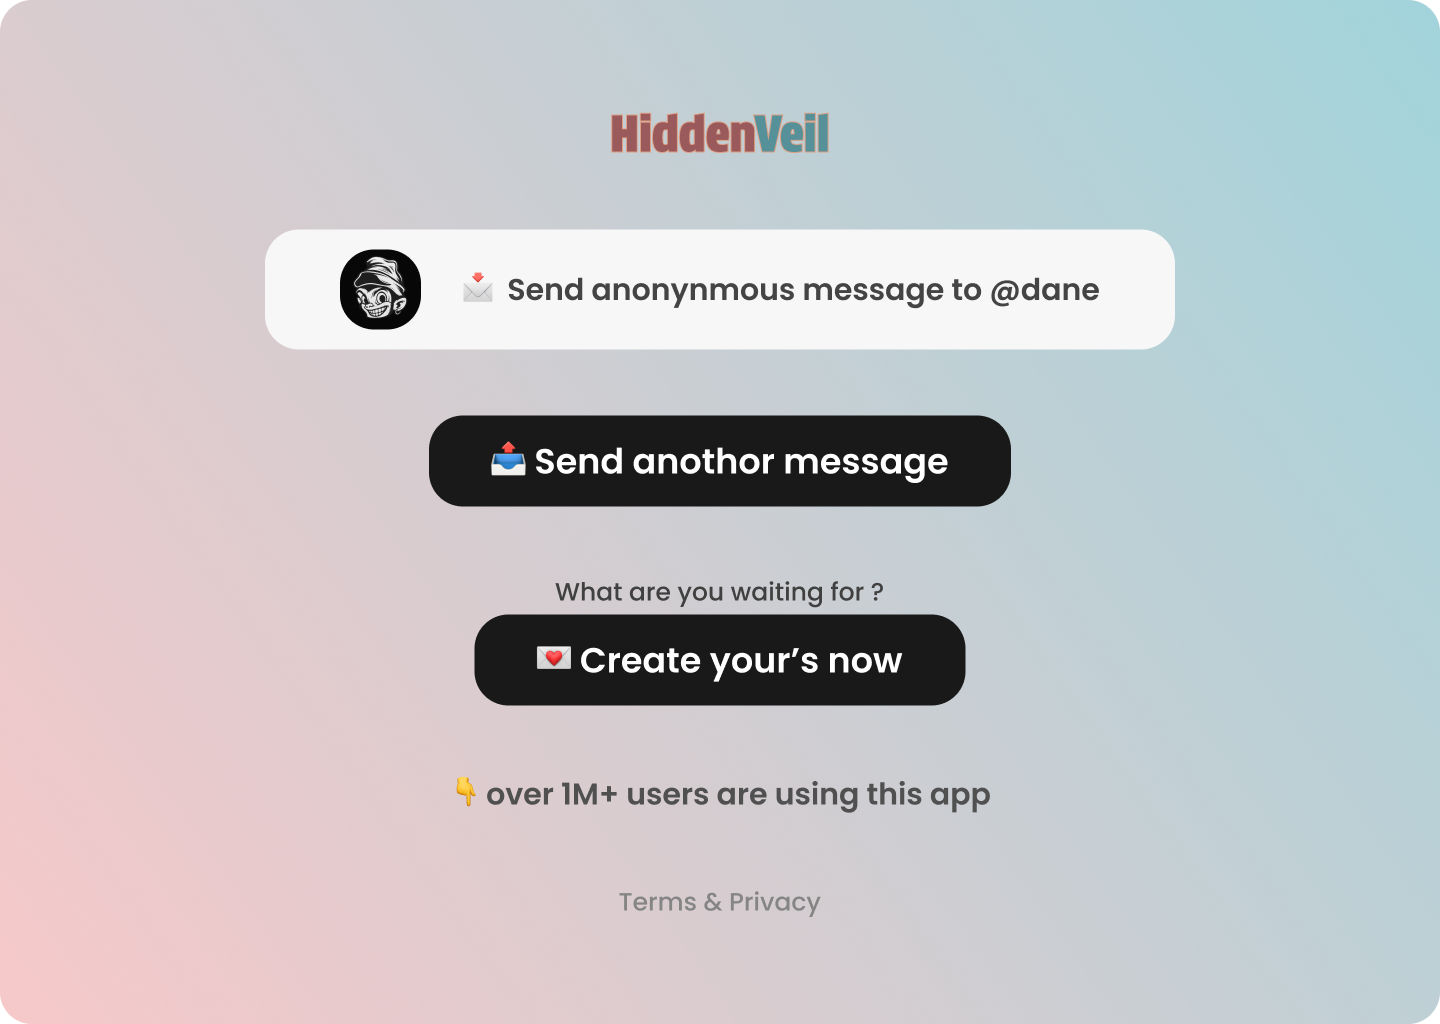 HiddenVeil
Send anonynmous message to @dane
Send anothor message
What are you waiting for ?
Create your’s now
over 1M+ users are using this app
Terms & Privacy